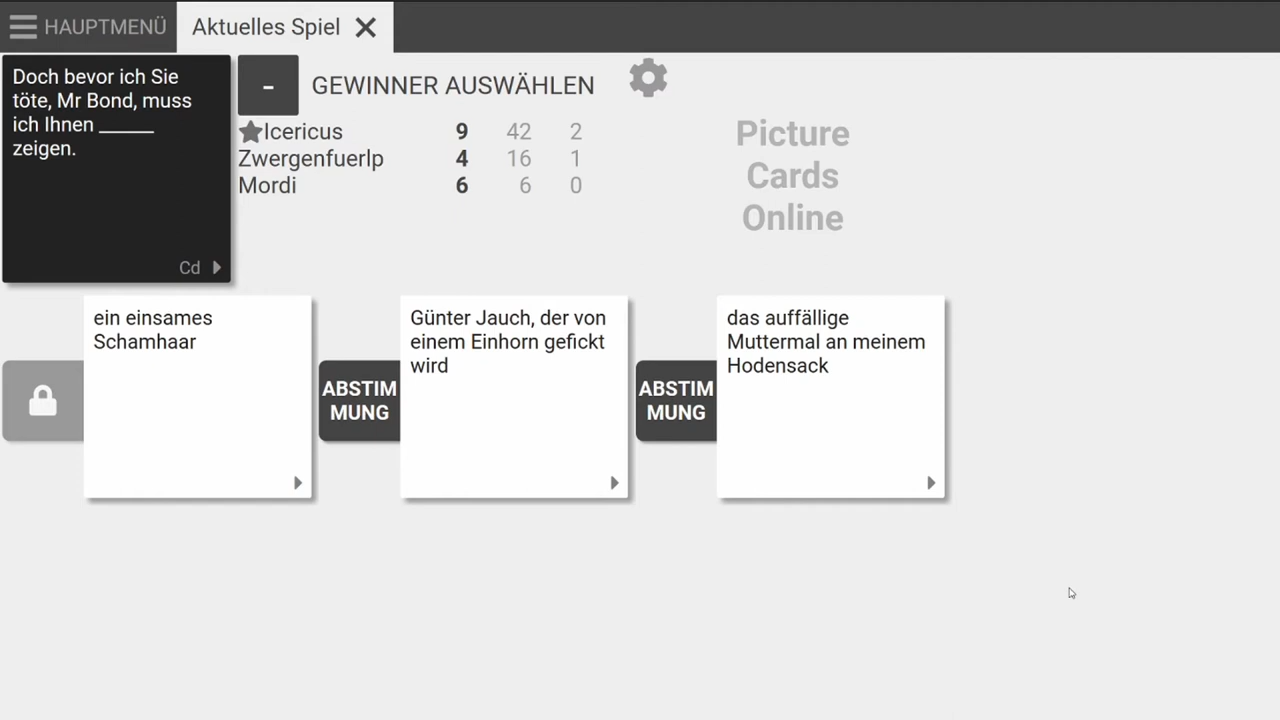 HAUPTMENÜ
Aktuelles Spiel
Doch bevor ich Sie
töte, Mr Bond, muss
ich Ihnen ______
zeigen.
Cd
-
GEWINNER AUSWÄHLEN
Icericus 9 42 2
Zwergenfuerlp 4 16 1
Mordi 6 6 0
Picture
Cards
Online
ein einsames
Schamhaar
ABSTIM
MUNG
Günter Jauch, der von
einem Einhorn gefickt
wird
ABSTIM
MUNG
das auffällige
Muttermal an meinem
Hodensack